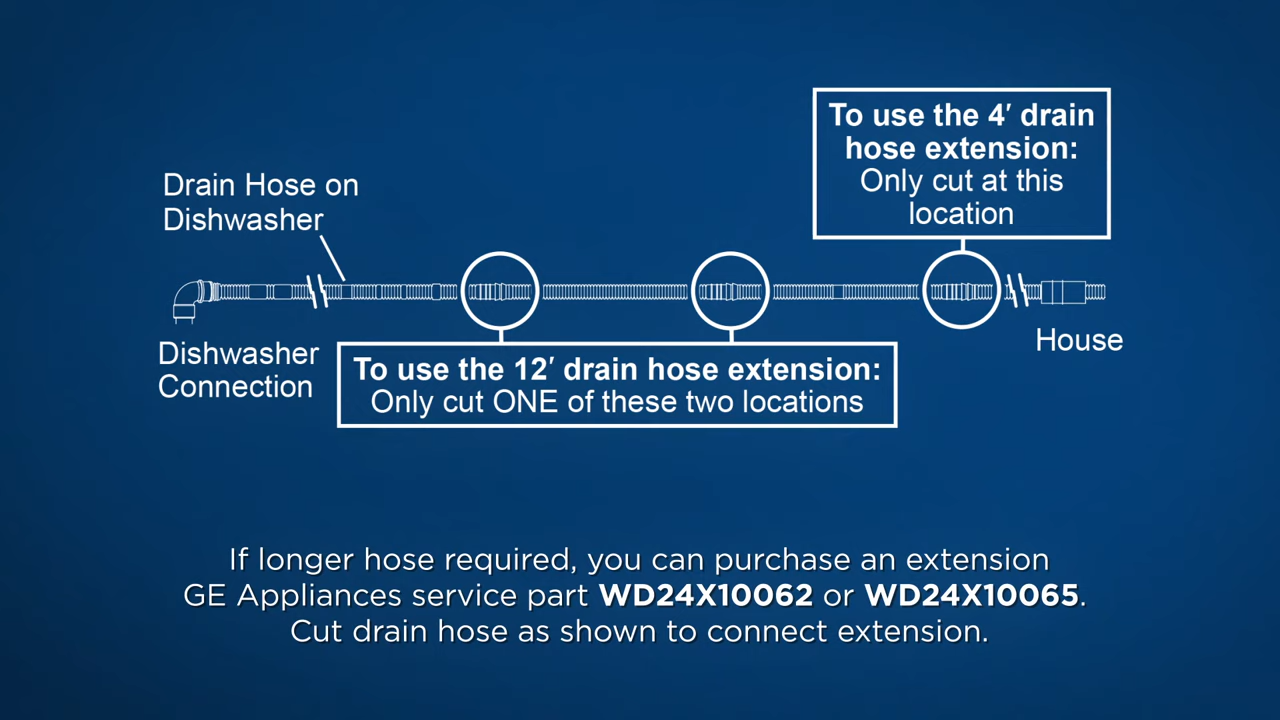 To use the 4′ drain
hose extension:
Only cut at this
location
Drain Hose on
Dishwasher
Dishwasher
Connection
House
To use the 12′ drain hose extension:
Only cut ONE of these two locations
If longer hose required, you can purchase an extension
GE Appliances service part WD24X10062 or WD24X10065.
Cut drain hose as shown to connect extension.